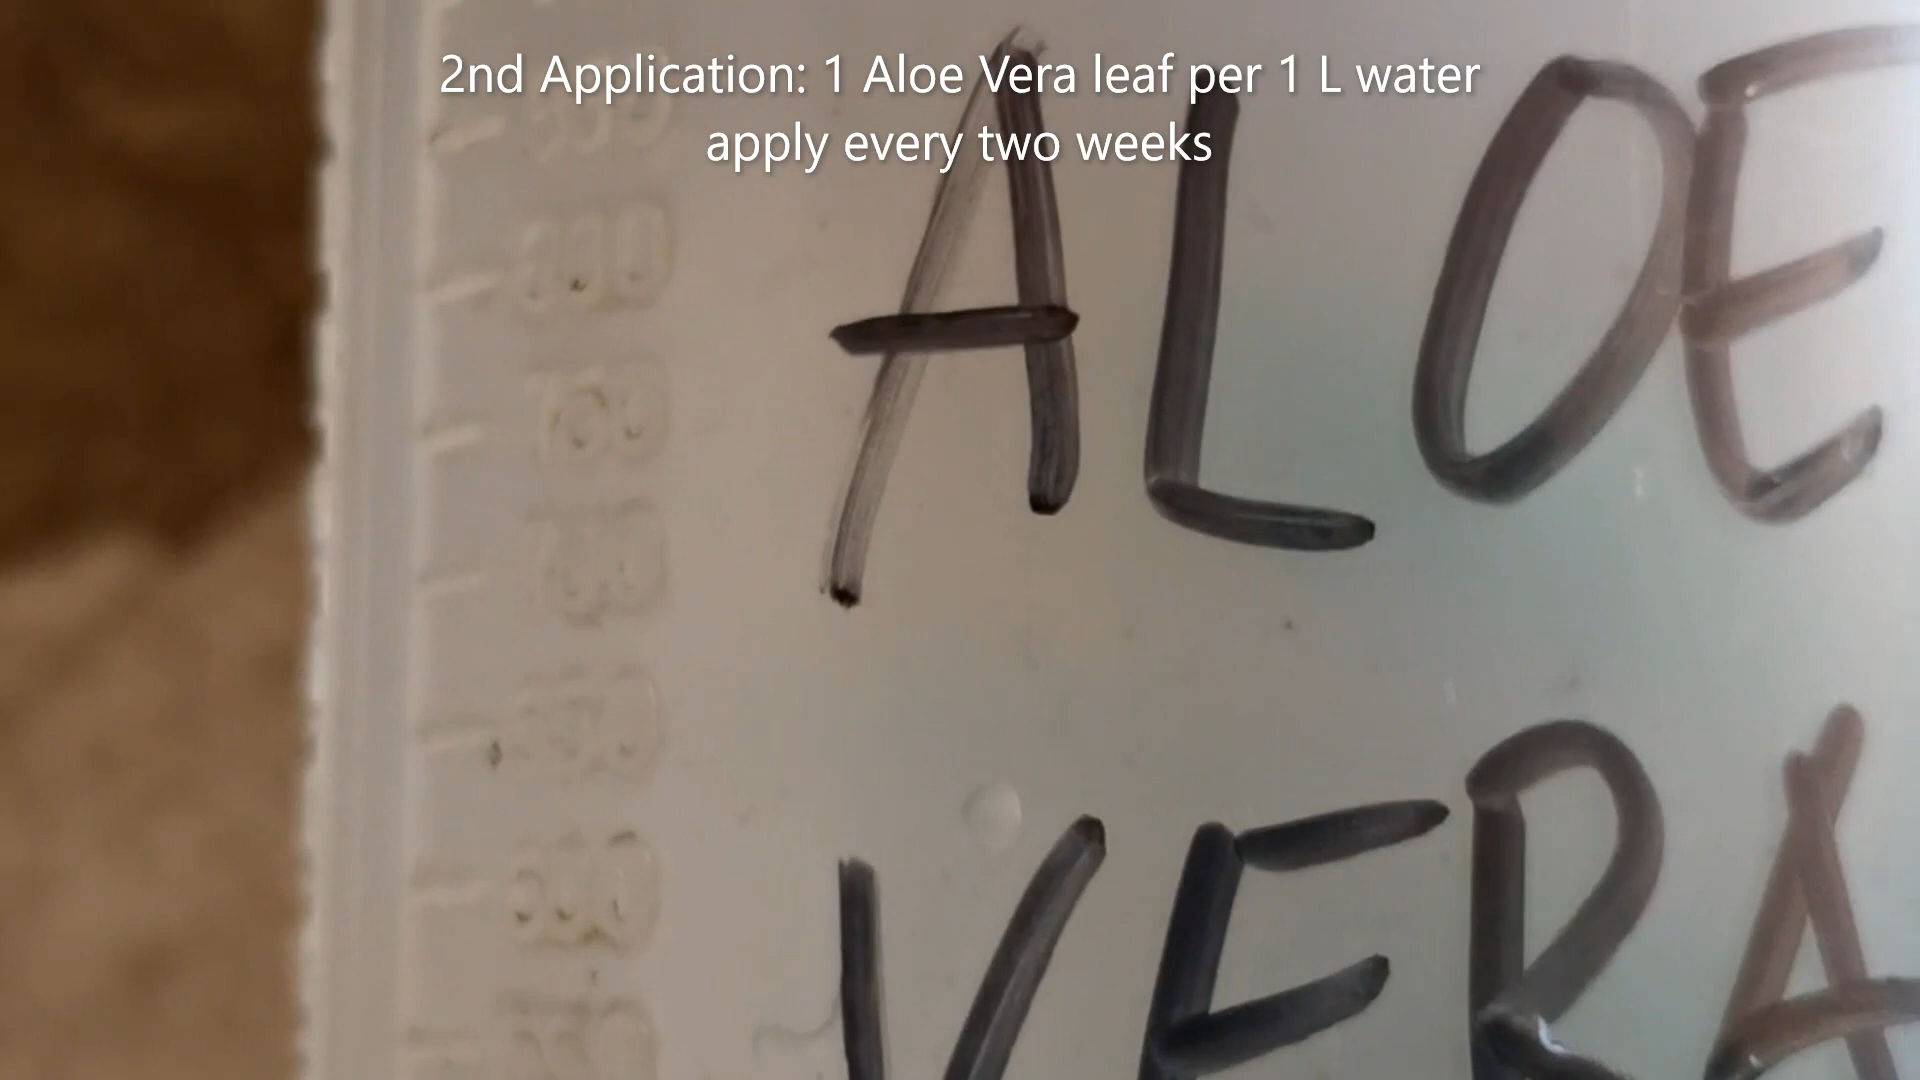 2nd Application: 1 Aloe Vera leaf per 1 L water
apply every two weeks
ALOE
VERA